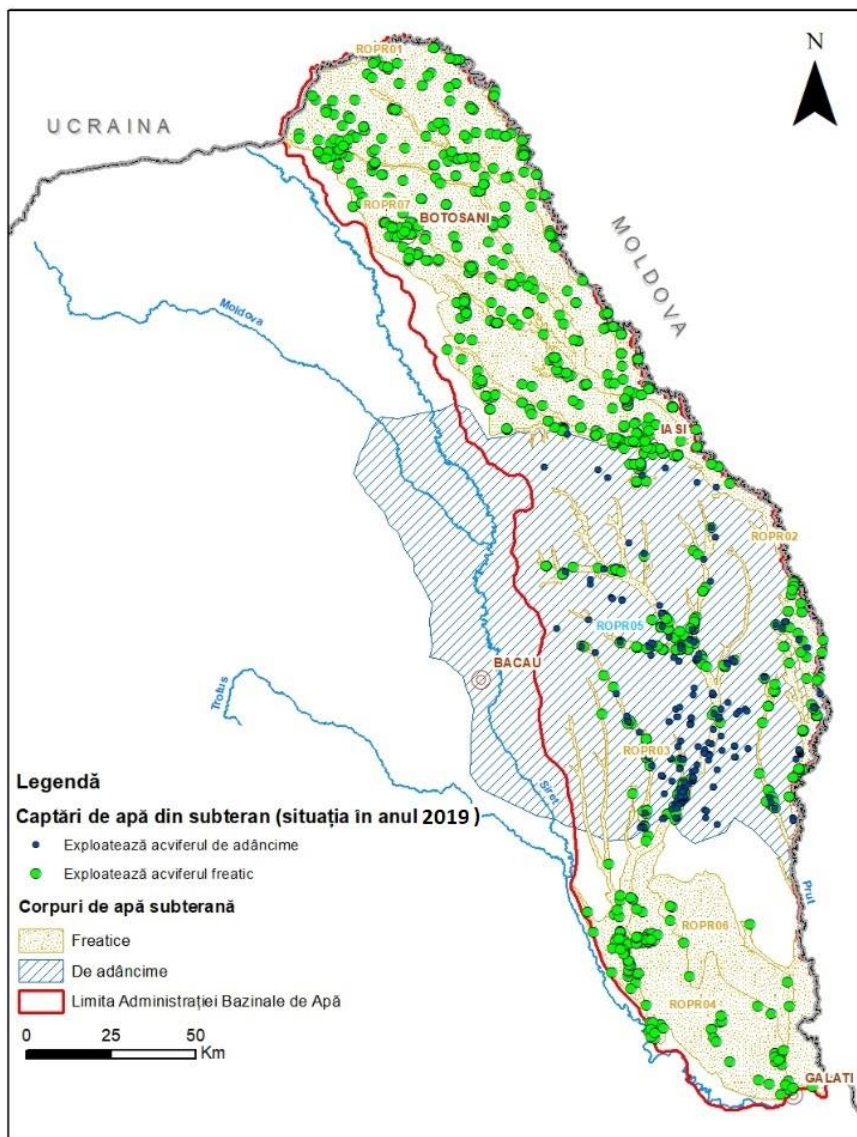 ROPR01
N
UCRAINA
ROPR07
BOTOSANI
MOLDOVA
Moldova
IASI
ROPR02
ROPR05
BACAU
Trotus
ROPR03
Siret
Prut
ROPR06
ROPR04
GALATI
Legendă
Captări de apă din subteran (situația în anul 2019)
Exploatează acviferul de adâncime
Exploatează acviferul freatic
Corpuri de apă subterană
Freatice
De adâncime
Limita Administrației Bazinale de Apă
0 25 50
Km